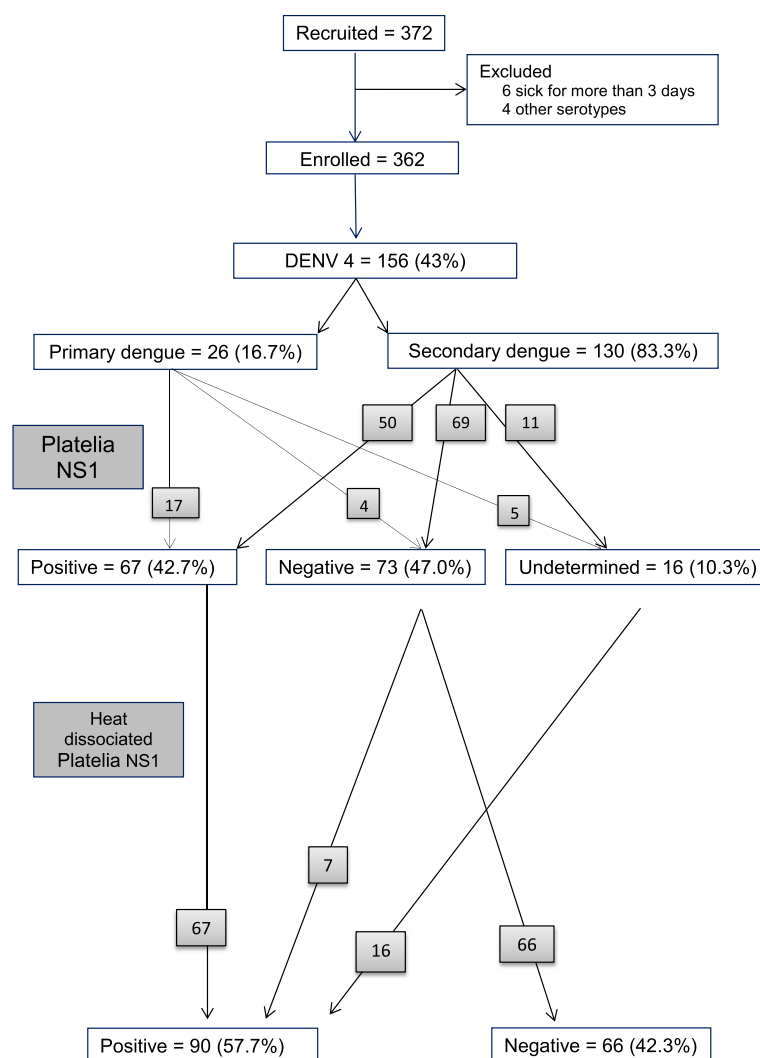 Recruited = 372
Excluded
6 sick for more than 3 days
4 other serotypes
Enrolled = 362
DENV 4 = 156 (43%)
Primary dengue = 26 (16.7%)
Secondary dengue = 130 (83.3%)
50
69
11
Platelia
NS1
17
4
5
Positive = 67 (42.7%)
Negative = 73 (47.0%)
Undetermined = 16 (10.3%)
Heat
dissociated
Platelia NS1
7
67
16
66
Positive = 90 (57.7%)
Negative = 66 (42.3%)